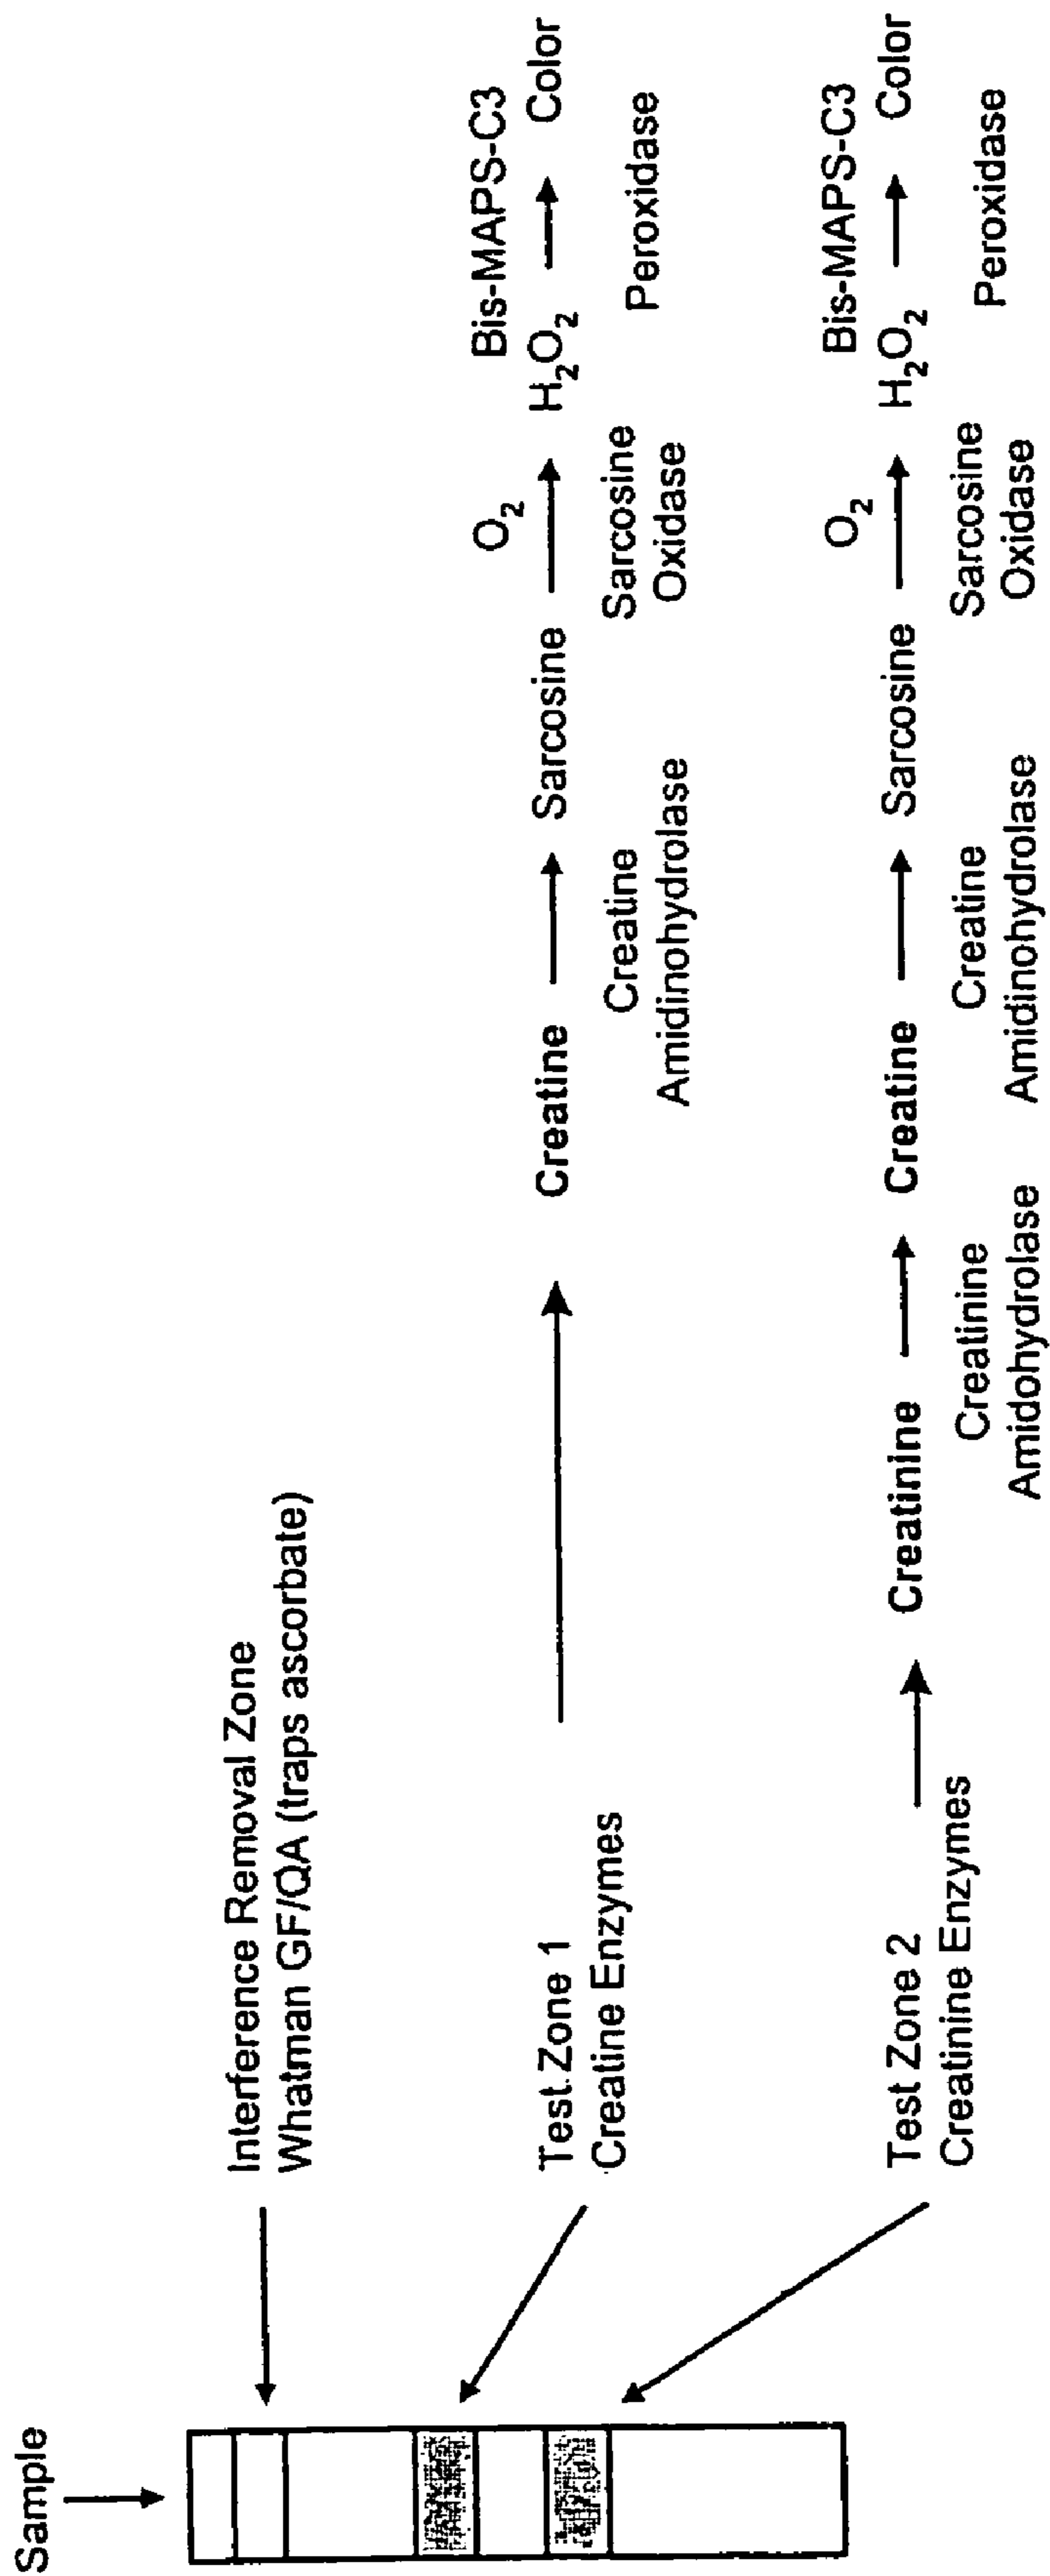 Sample
Interference Removal Zone
Whatman GF/QA (traps ascorbate)
Test Zone 1
Creatine Enzymes
Creatine
Creatine
Amidinohydrolase
Sarcosine
O₂
Sarcosine
Oxidase
Bis-MAPS-C3
H₂O₂
Color
Peroxidase
Test Zone 2
Creatinine Enzymes
Creatinine
Creatinine
Amidohydrolase
Creatine
Creatine
Amidinohydrolase
Sarcosine
O₂
Sarcosine
Oxidase
Bis-MAPS-C3
H₂O₂
Color
Peroxidase